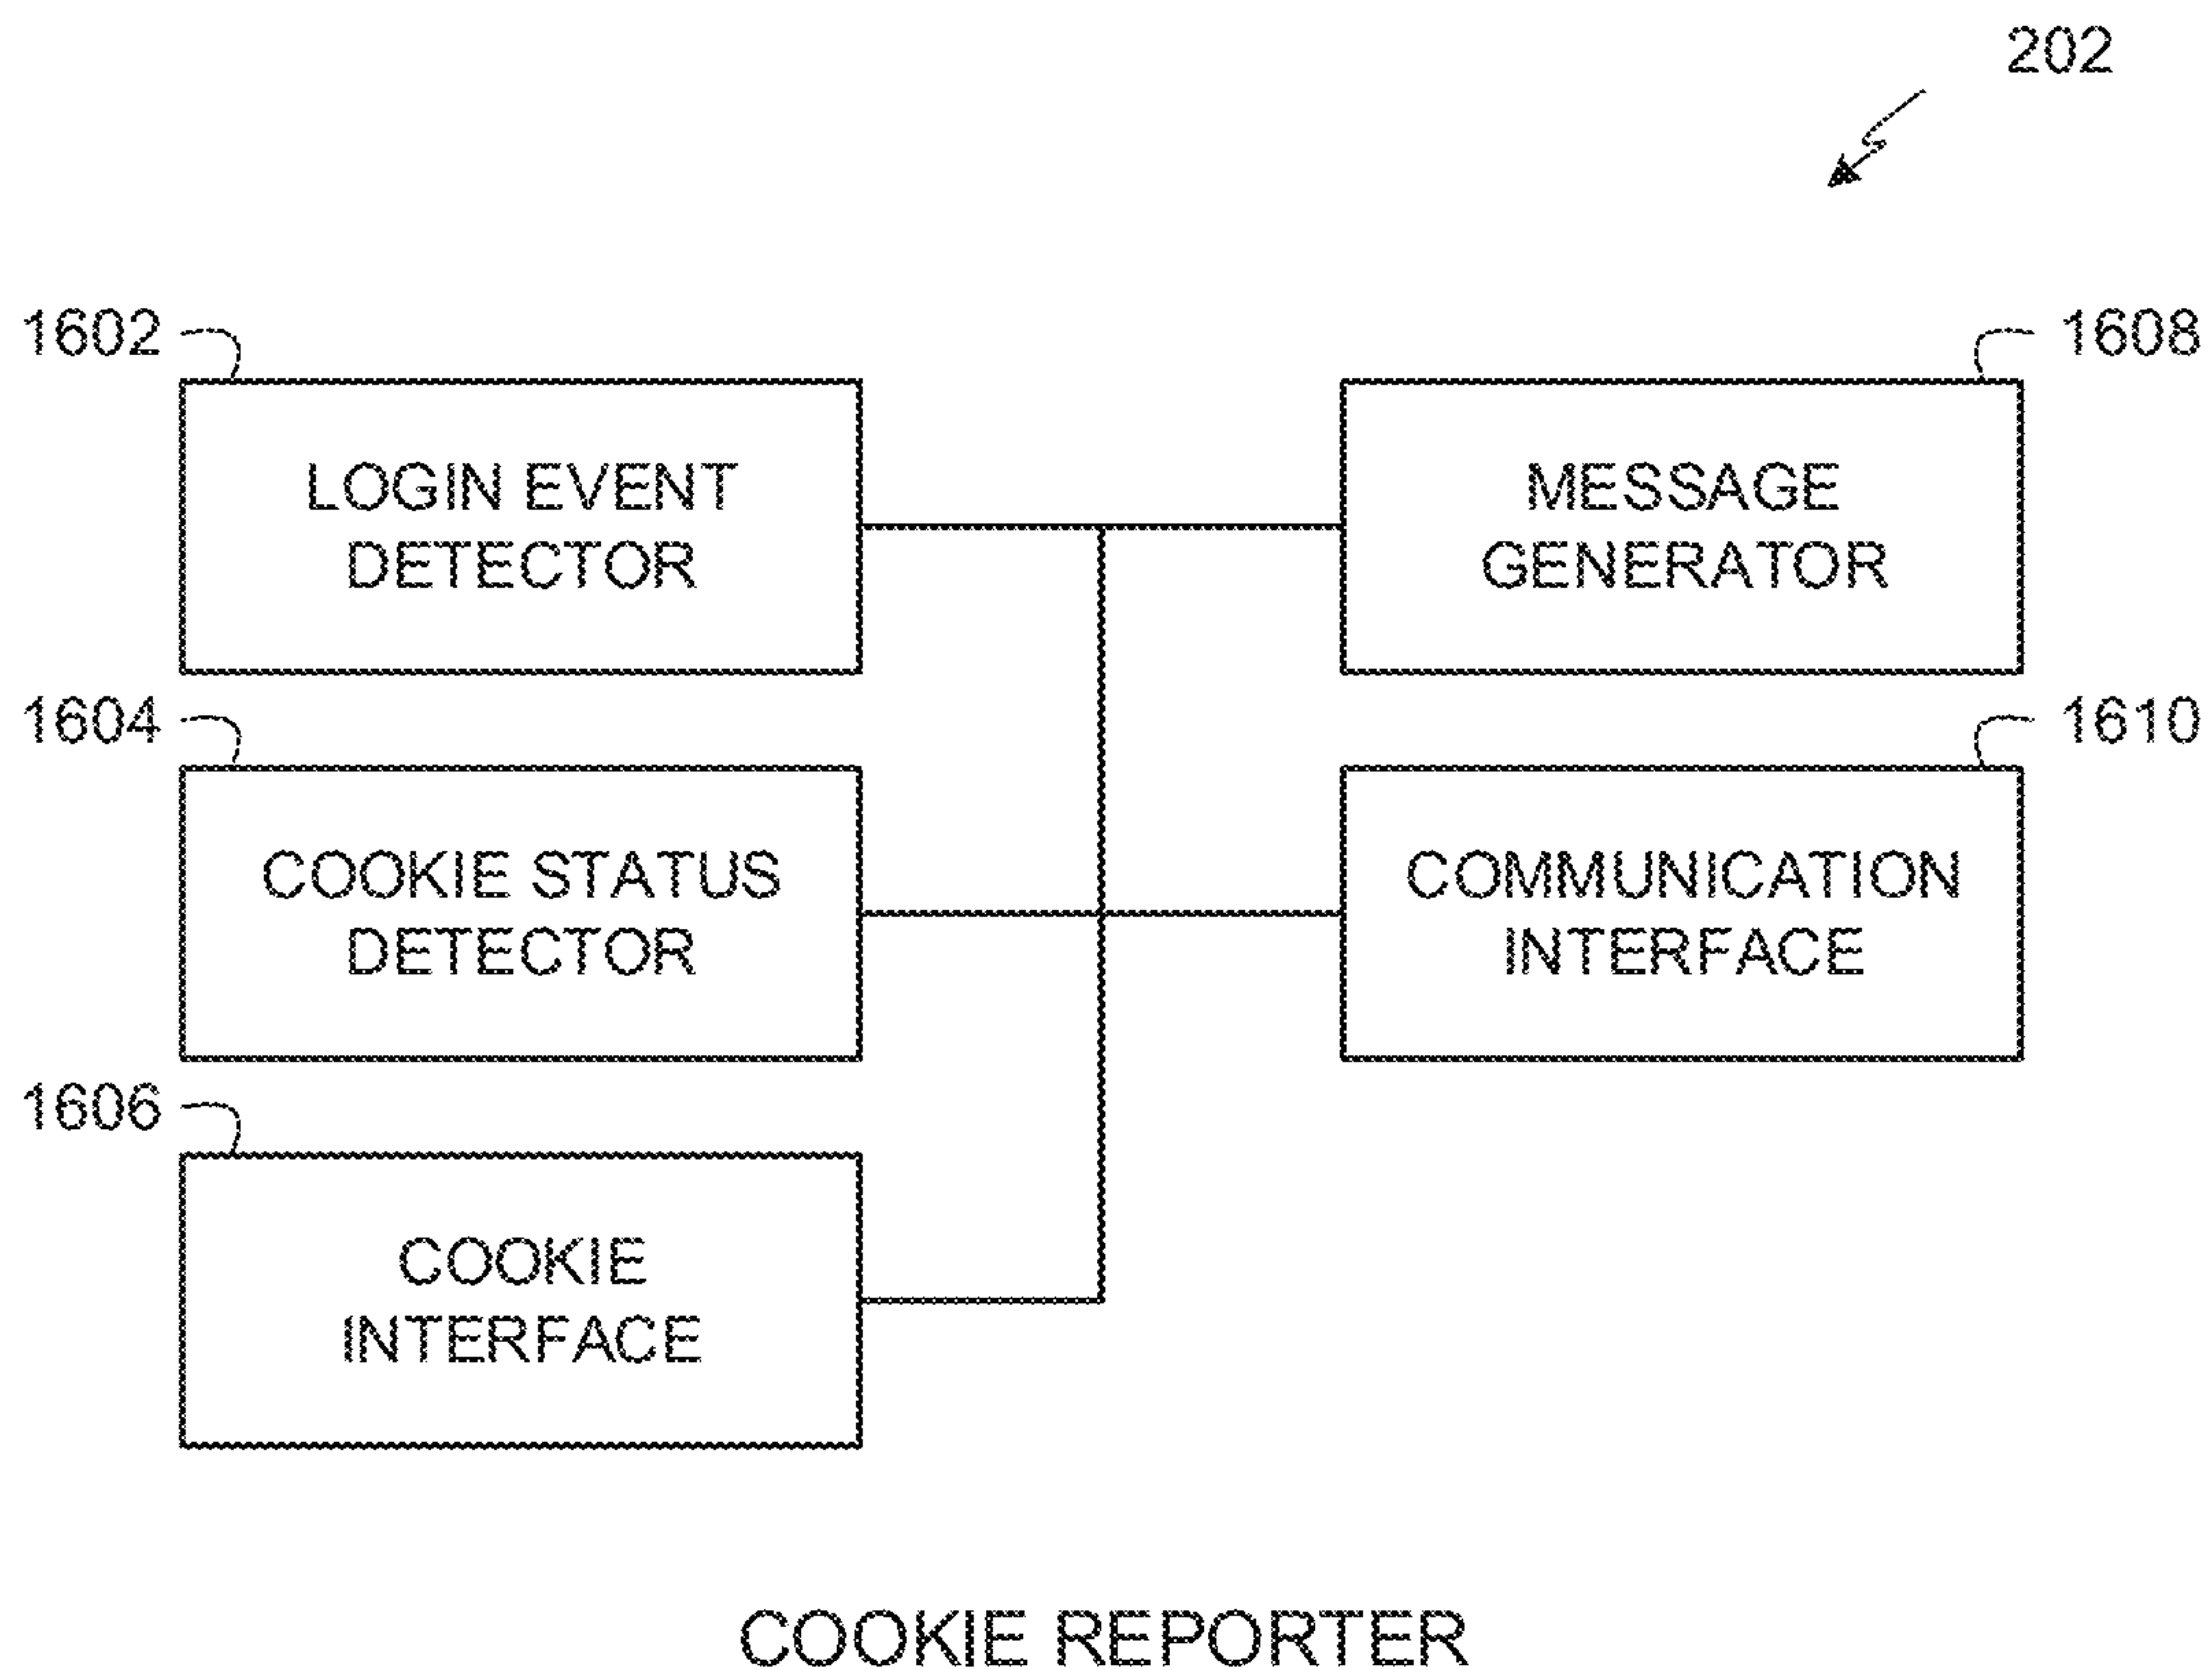 202
1602
LOGIN EVENT
DETECTOR
1608
MESSAGE
GENERATOR
1604
COOKIE STATUS
DETECTOR
1610
COMMUNICATION
INTERFACE
1606
COOKIE
INTERFACE
COOKIE REPORTER